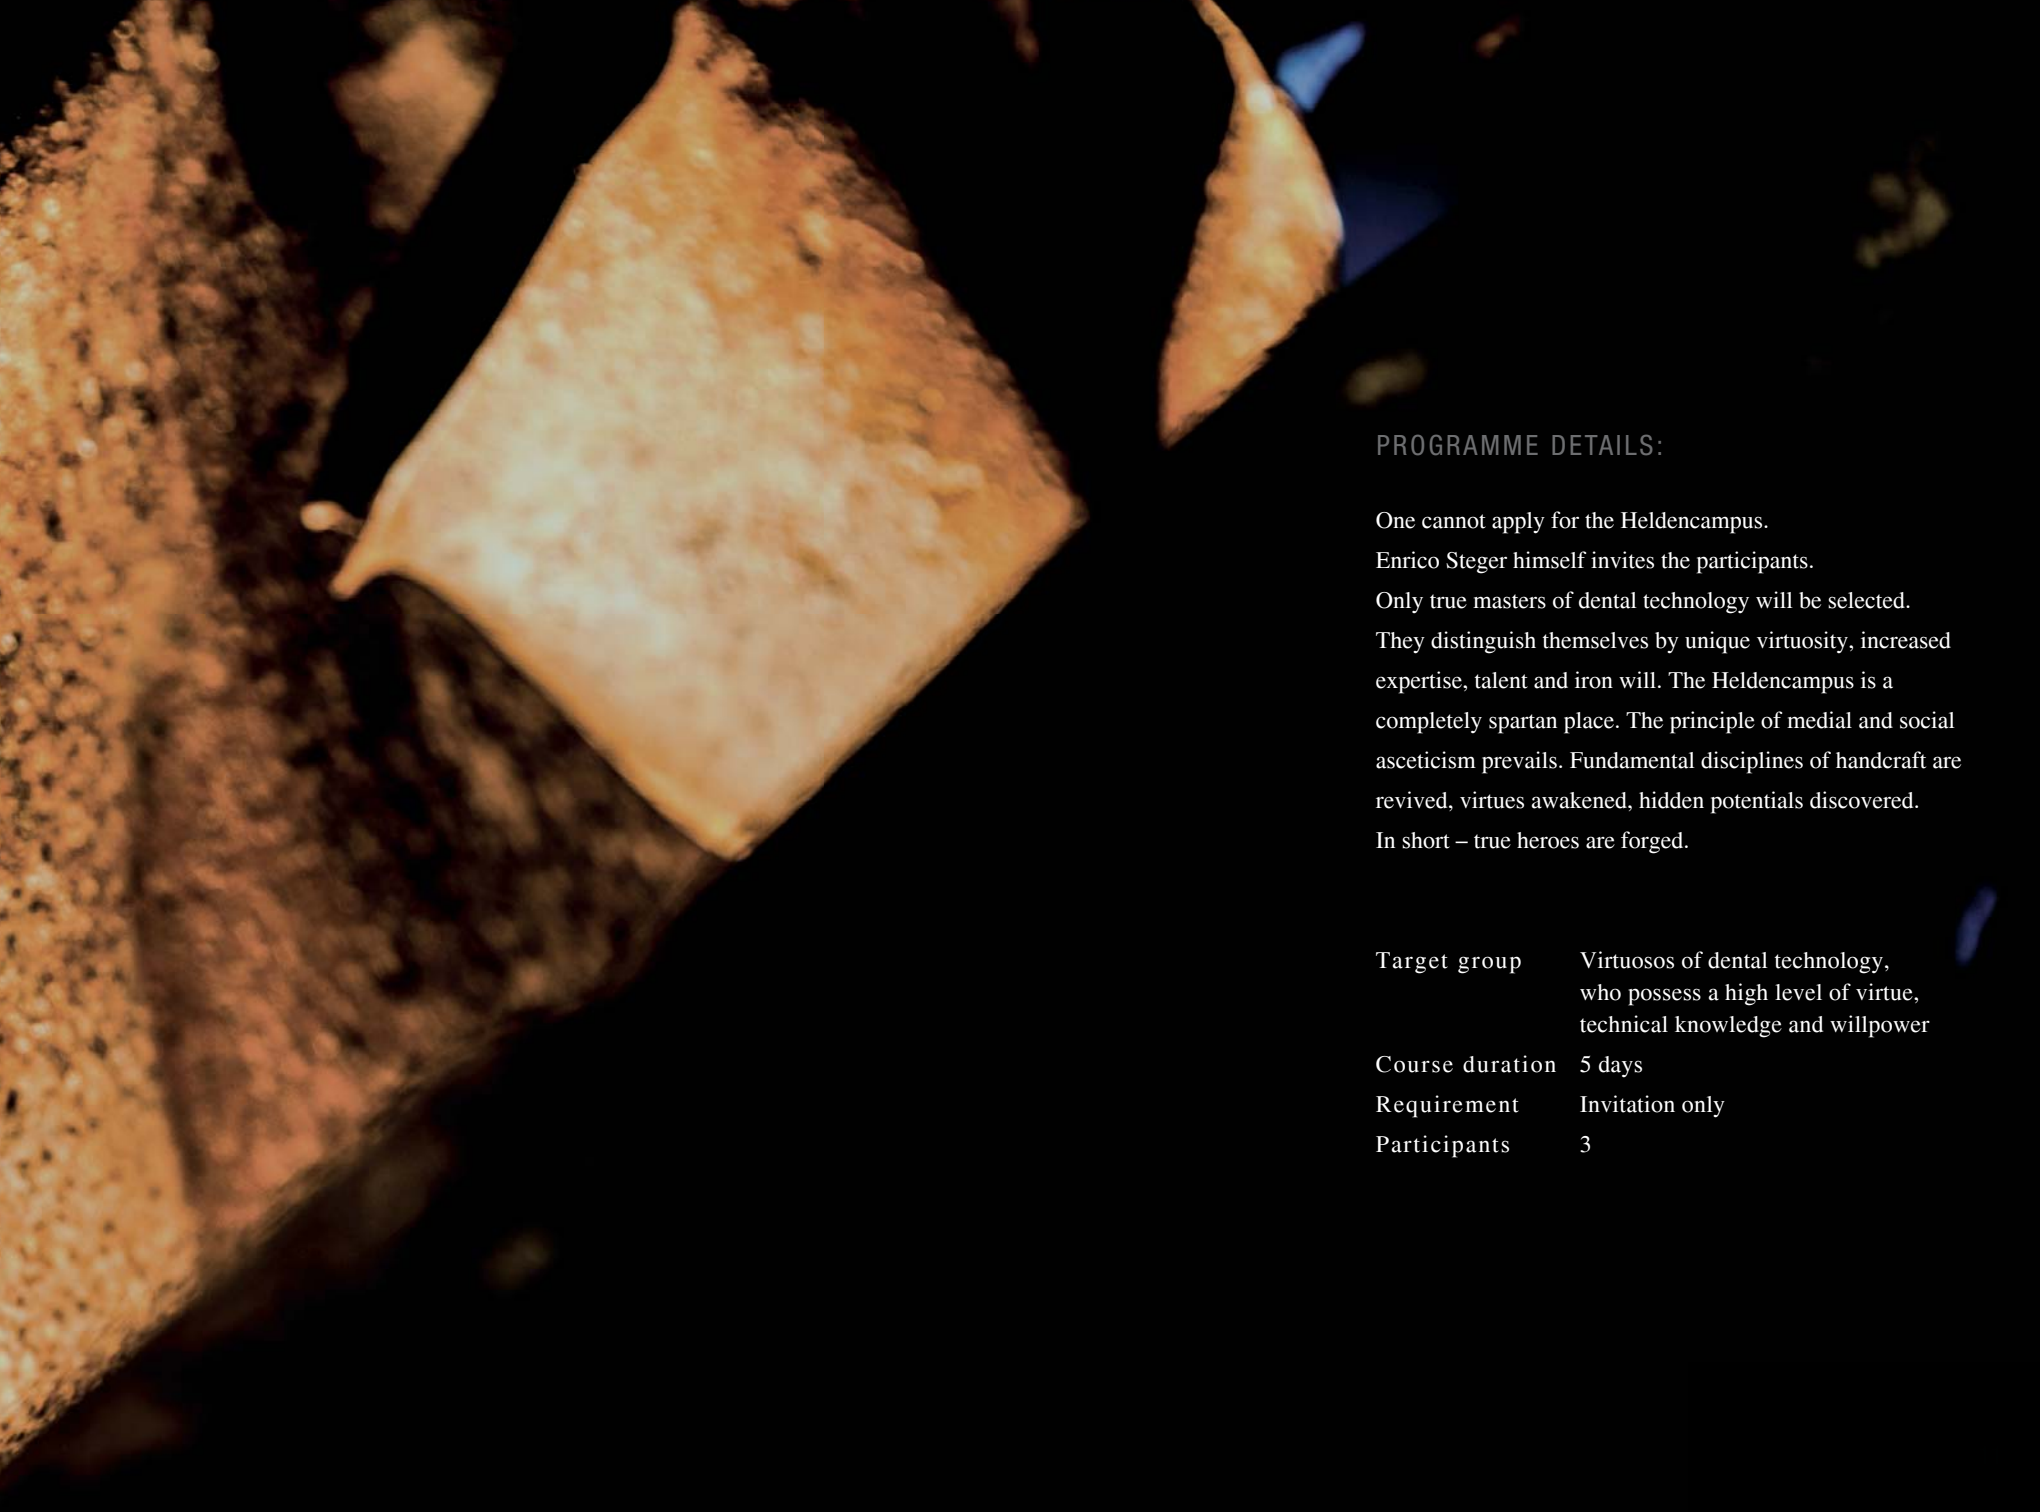 PROGRAMME DETAILS:
One cannot apply for the Heldencampus.
Enrico Steger himself invites the participants.
Only true masters of dental technology will be selected.
They distinguish themselves by unique virtuosity, increased
expertise, talent and iron will. The Heldencampus is a
completely spartan place. The principle of medial and social
asceticism prevails. Fundamental disciplines of handcraft are
revived, virtues awakened, hidden potentials discovered.
In short – true heroes are forged.
Target group Virtuosos of dental technology,
who possess a high level of virtue,
technical knowledge and willpower
Course duration 5 days
Requirement Invitation only
Participants 3